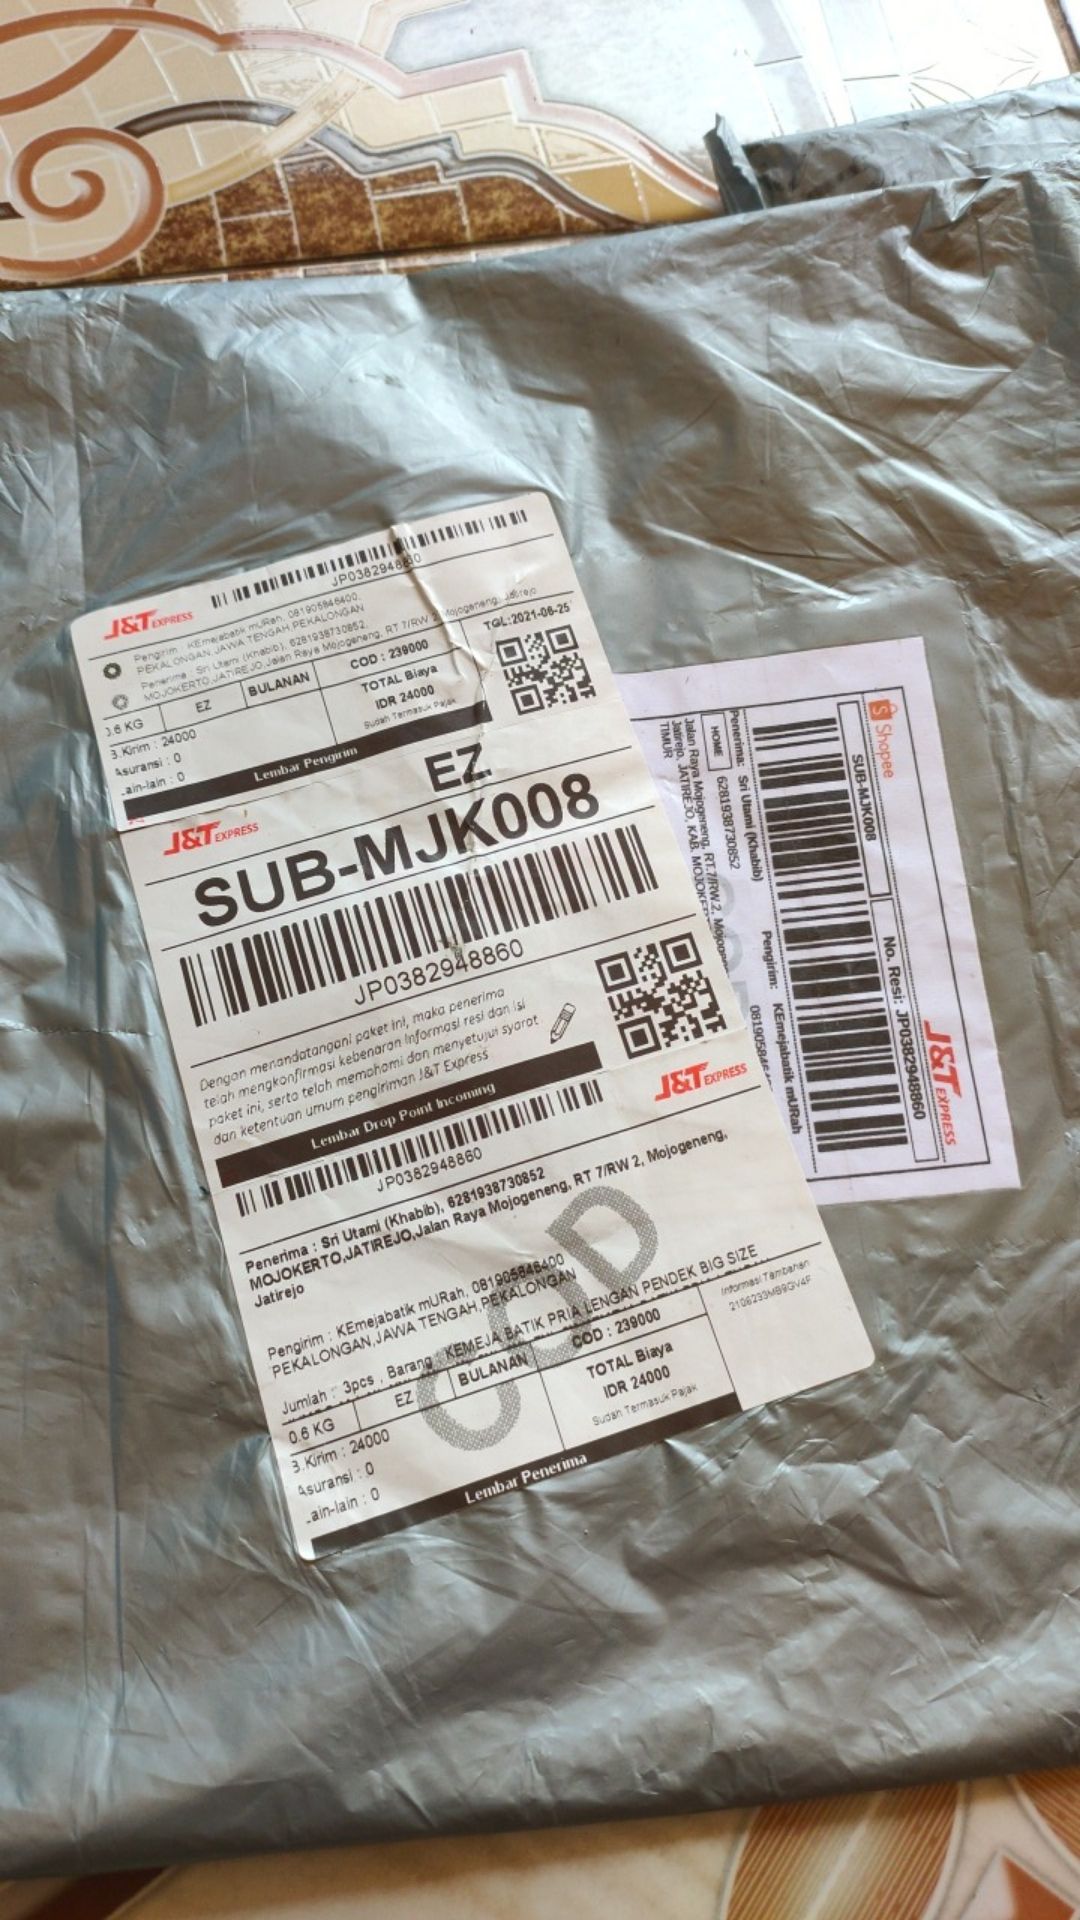 JP0382948860
J&T EXPRESS
Pengirim : KEmejabatik mURah, 081905846400,
PEKALONGAN,JAWA TENGAH,PEKALONGAN
Penerima : Sri Utami (Khabib), 6281938730852,
MOJOKERTO,JATIREJO,Jalan Raya Mojogeneng, RT 7/RW 2, Mojogeneng, Jatirejo
TGL:2021-06-25
COD : 239000
0.6 KG
EZ
BULANAN
TOTAL Biaya
IDR 24000
Sudah Termasuk Pajak
B.Kirim : 24000
Asuransi : 0
Lain-lain : 0
Lembar Pengirim
EZ
J&T EXPRESS
SUB-MJK008
JP0382948860
Dengan menandatangani paket ini, maka penerima
telah mengkonfirmasi kebenaran informasi resi dan isi
paket ini, serta telah memahami dan menyetujui syarat
dan ketentuan umum pengiriman J&T Express
Lembar Drop Point Incoming
J&T EXPRESS
JP0382948860
Penerima : Sri Utami (Khabib), 6281938730852
MOJOKERTO,JATIREJO,Jalan Raya Mojogeneng, RT 7/RW 2, Mojogeneng,
Jatirejo
COD
Pengirim : KEmejabatik mURah, 081905846400
PEKALONGAN,JAWA TENGAH,PEKALONGAN
Jumlah : 3pcs , Barang : KEMEJA BATIK PRIA LENGAN PENDEK BIG SIZE
Informasi Tambahan
2106233MB9GV4F
COD : 239000
0.6 KG
EZ
BULANAN
TOTAL Biaya
IDR 24000
Sudah Termasuk Pajak
B.Kirim : 24000
Asuransi : 0
Lain-lain : 0
Lembar Penerima
J&T EXPRESS
Shopee
No. Resi: JP0382948860
SUB-MJK008
Penerima: Sri Utami (Khabib)
Pengirim: KEmejabatik mURah
HOME
6281938730852
Jalan Raya Mojogeneng, RT.7/RW 2,
Jatirejo, JATIREJO, KAB.
TIMUR